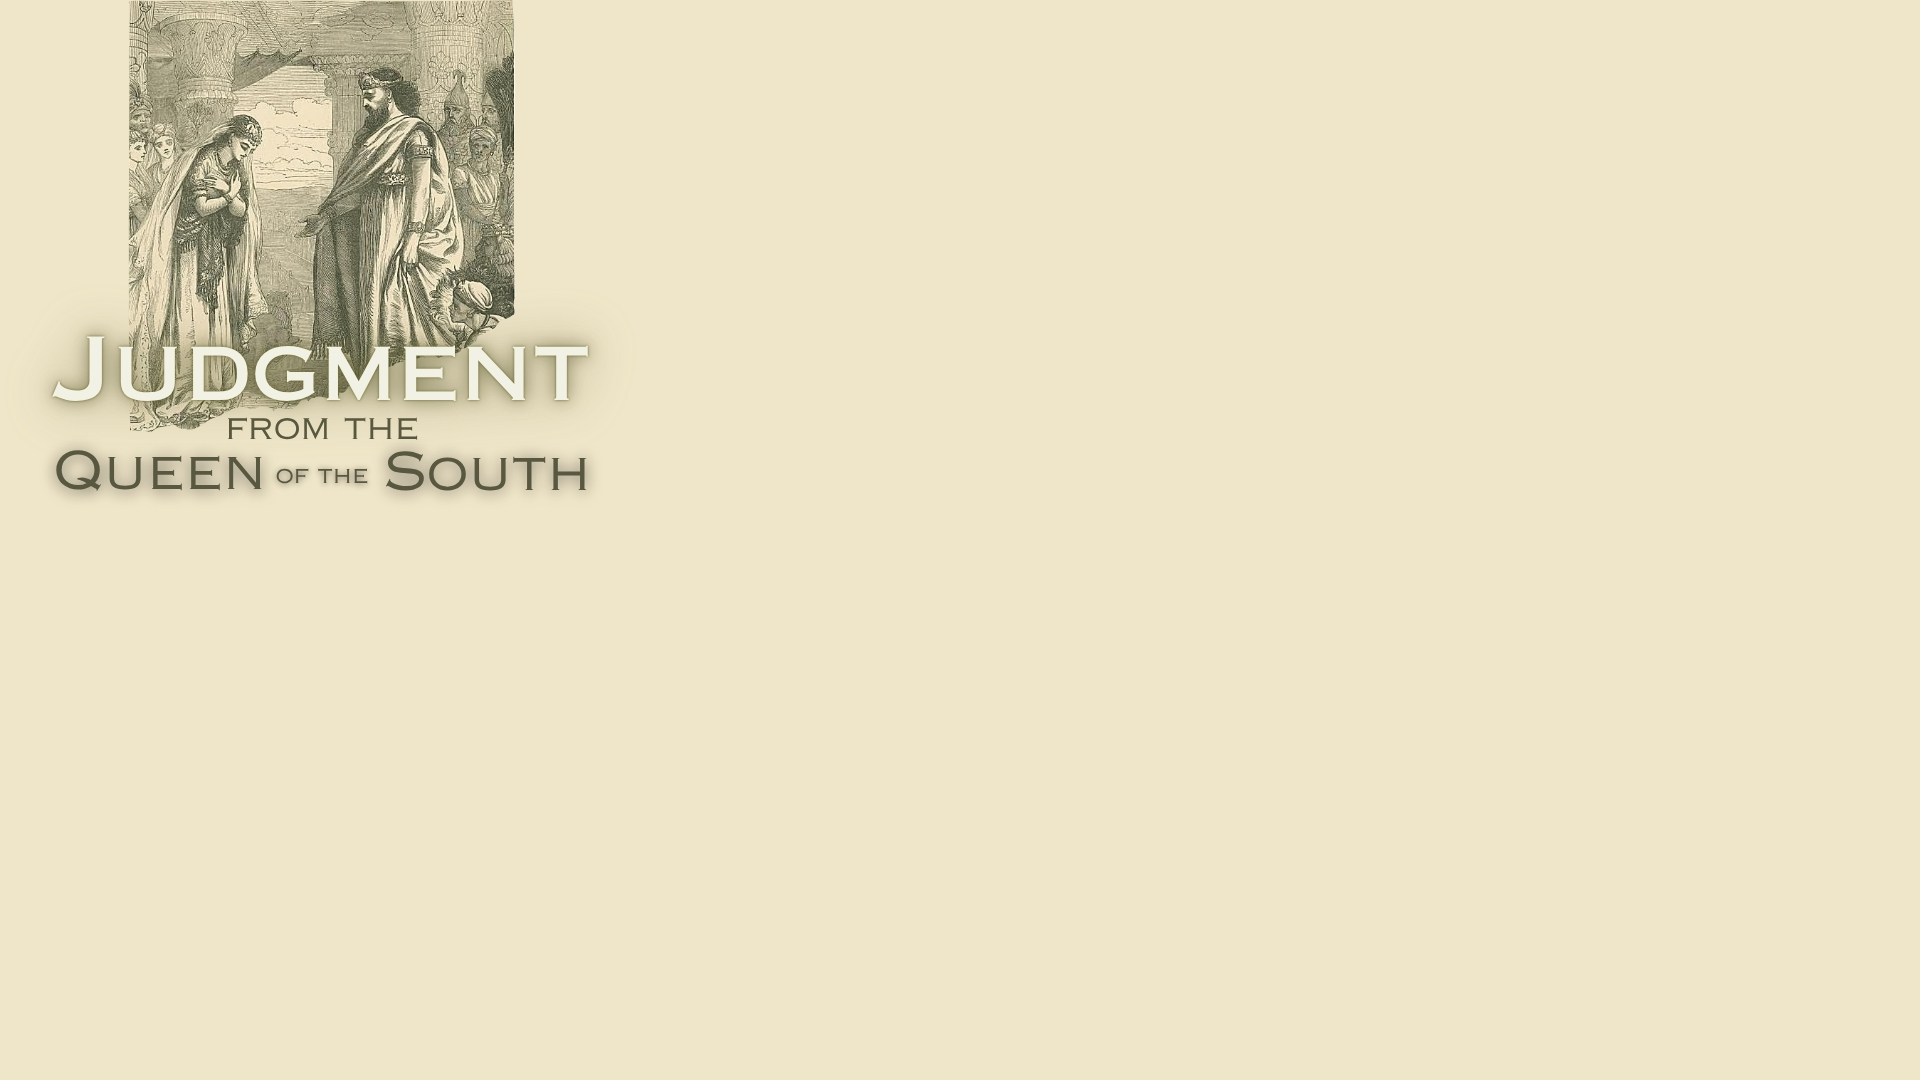 Judgment
from the
Queen of the South